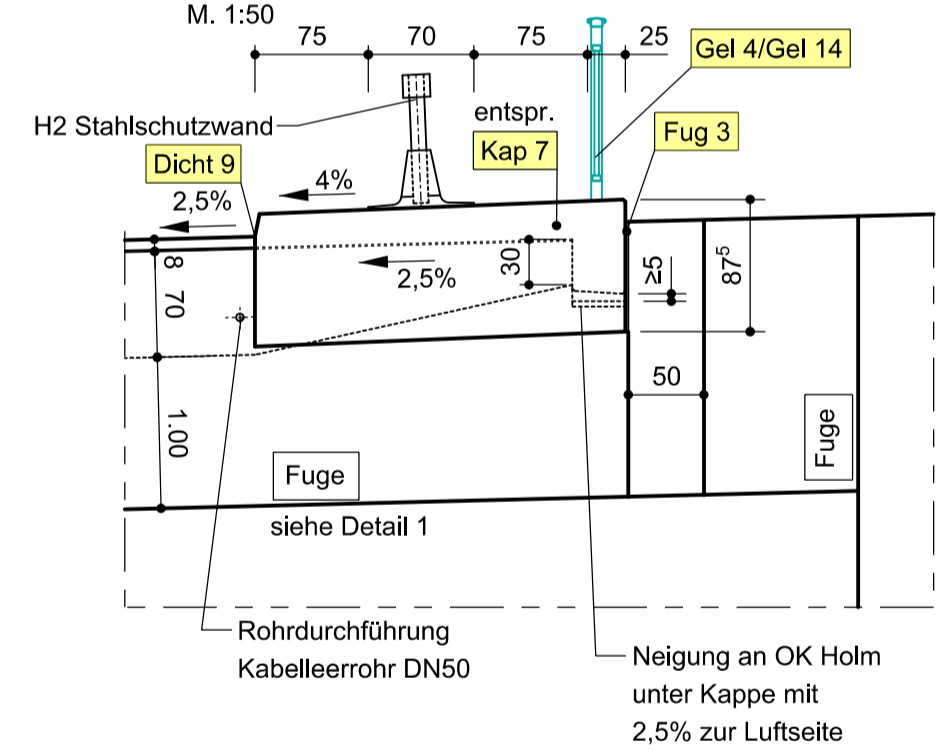 M. 1:50
75
70
75
25
Gel 4/Gel 14
H2 Stahlschutzwand
entspr.
Kap 7
Fug 3
Dicht 9
4%
2,5%
2,5%
30
≥5
87⁵
8
70
50
1.00
Fuge
Fuge
siehe Detail 1
Rohrdurchführung
Kabelleerrohr DN50
Neigung an OK Holm
unter Kappe mit
2,5% zur Luftseite